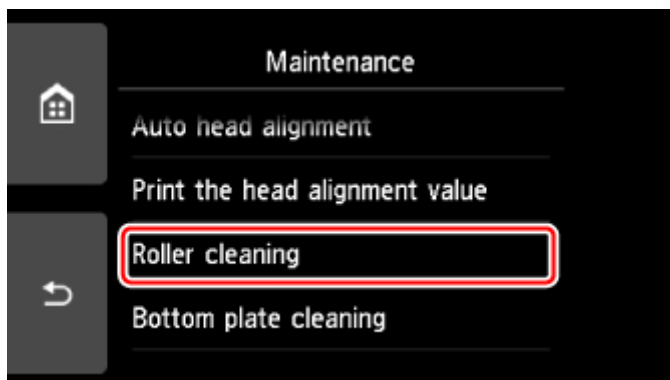 Maintenance
Auto head alignment
Print the head alignment value
Roller cleaning
Bottom plate cleaning